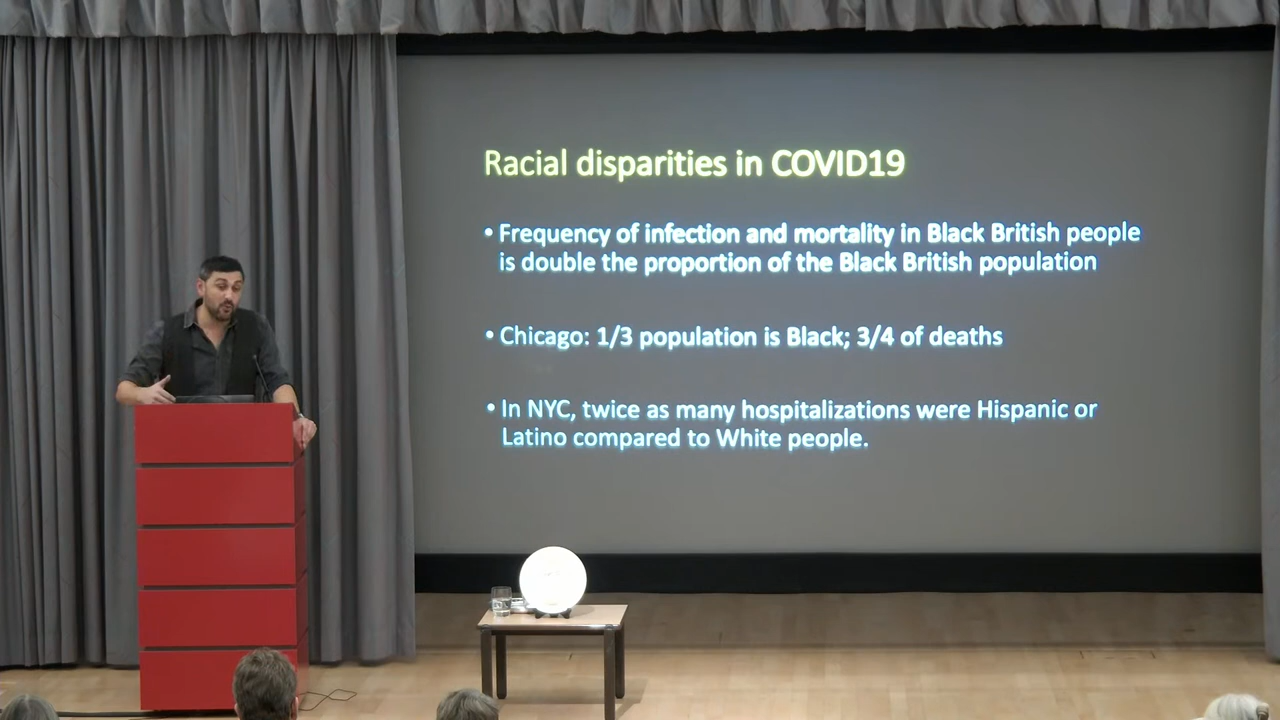 Racial disparities in COVID19
• Frequency of infection and mortality in Black British people
is double the proportion of the Black British population
• Chicago: 1/3 population is Black; 3/4 of deaths
• In NYC, twice as many hospitalizations were Hispanic or
Latino compared to White people.